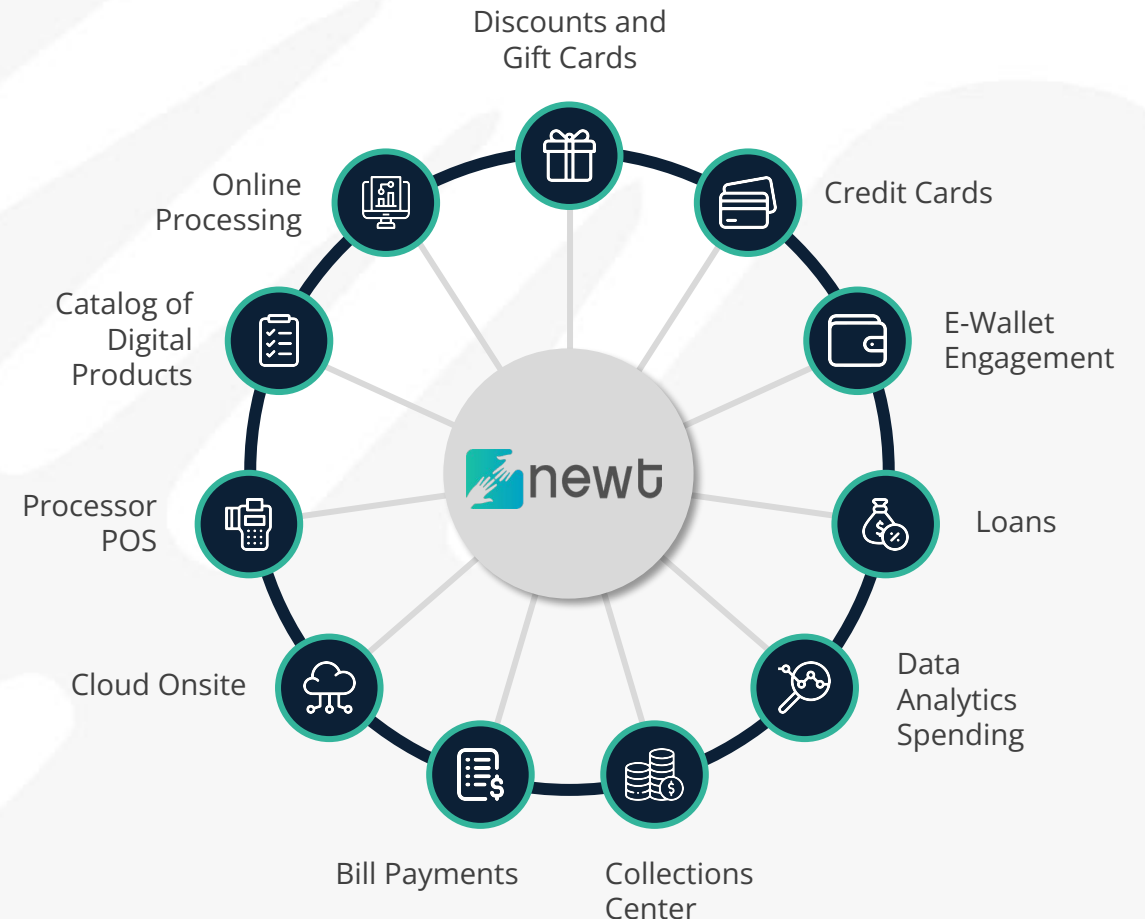 Discounts and
Gift Cards
Online
Processing
Credit Cards
Catalog of
Digital
Products
E-Wallet
Engagement
newt
Processor
POS
Loans
Cloud Onsite
Data
Analytics
Spending
Bill Payments
Collections
Center